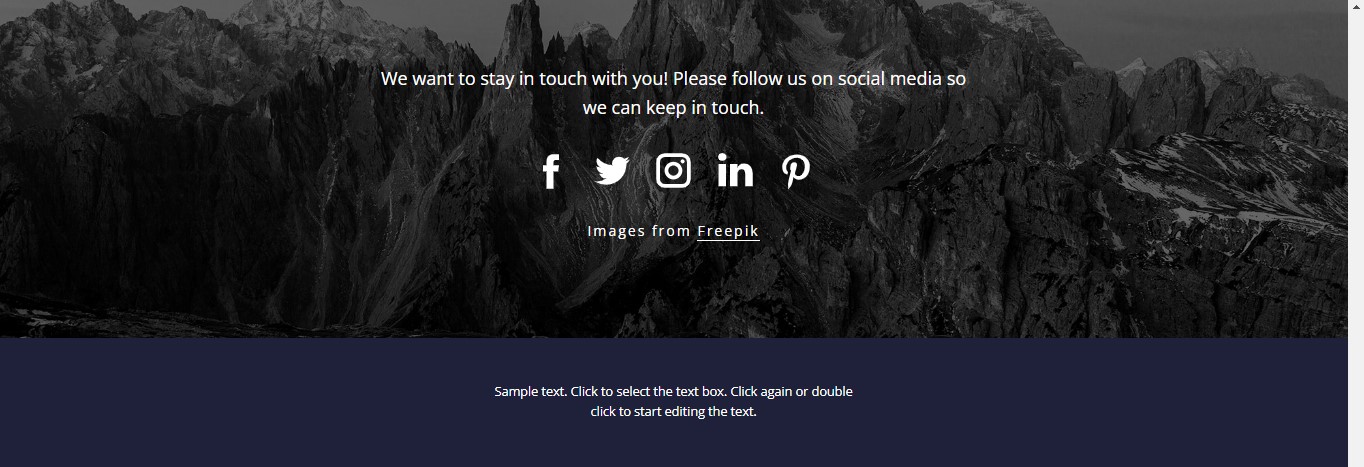 We want to stay in touch with you! Please follow us on social media so
we can keep in touch.
Images from Freepik
Sample text. Click to select the text box. Click again or double
click to start editing the text.